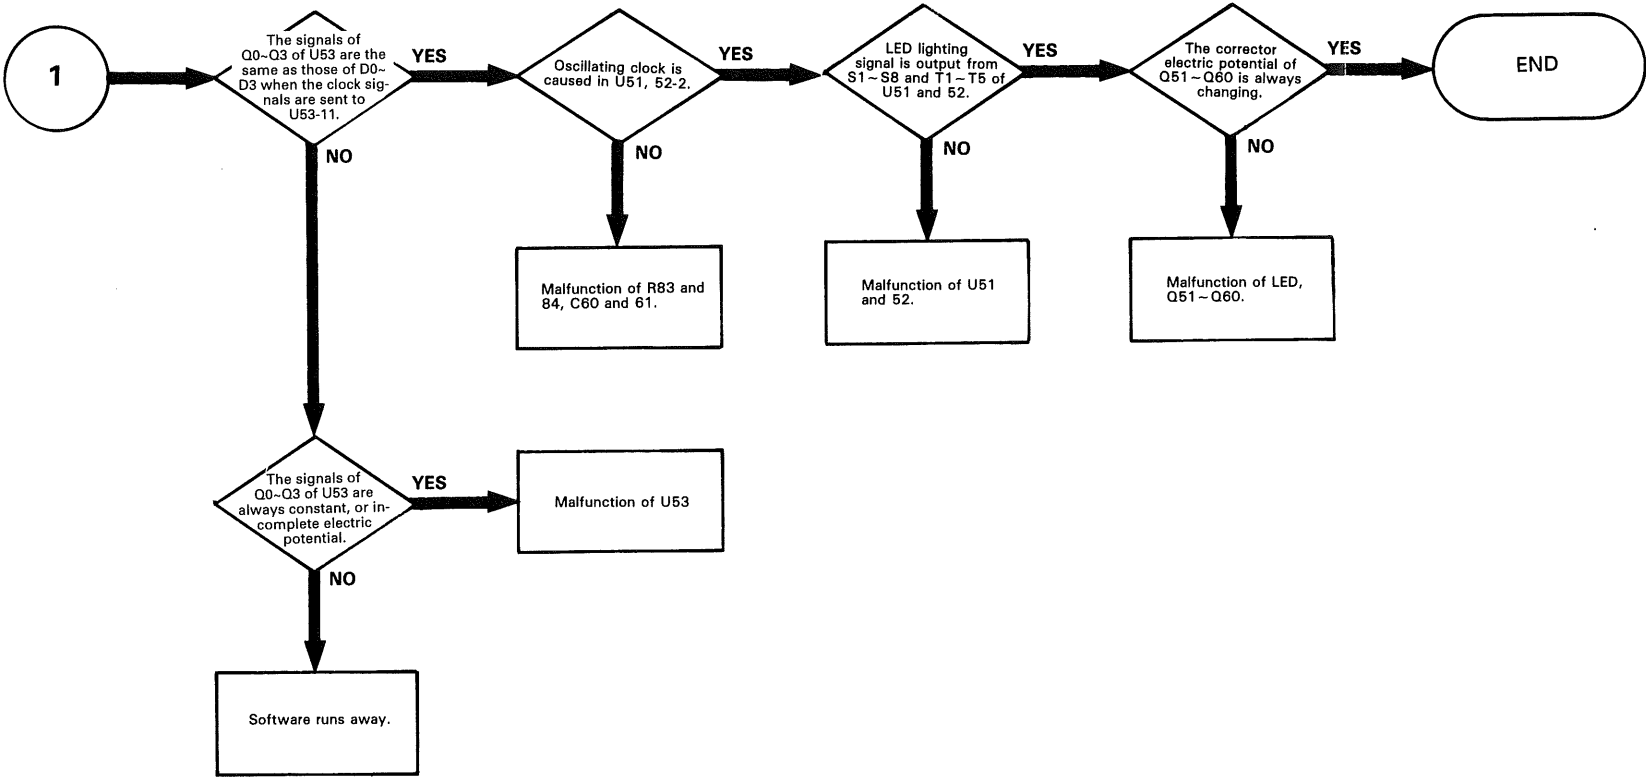 1
The signals of
Q0~Q3 of U53 are the
same as those of D0~
D3 when the clock sig-
nals are sent to
U53-11.
YES
NO
Oscillating clock is
caused in U51, 52-2.
YES
NO
LED lighting
signal is output from
S1~S8 and T1~T5 of
U51 and 52.
YES
NO
The corrector
electric potential of
Q51~Q60 is always
changing.
YES
NO
END
Malfunction of R83 and
84, C60 and 61.
Malfunction of U51
and 52.
Malfunction of LED,
Q51~Q60.
The signals of
Q0~Q3 of U53 are
always constant, or in-
complete electric
potential.
YES
NO
Malfunction of U53
Software runs away.